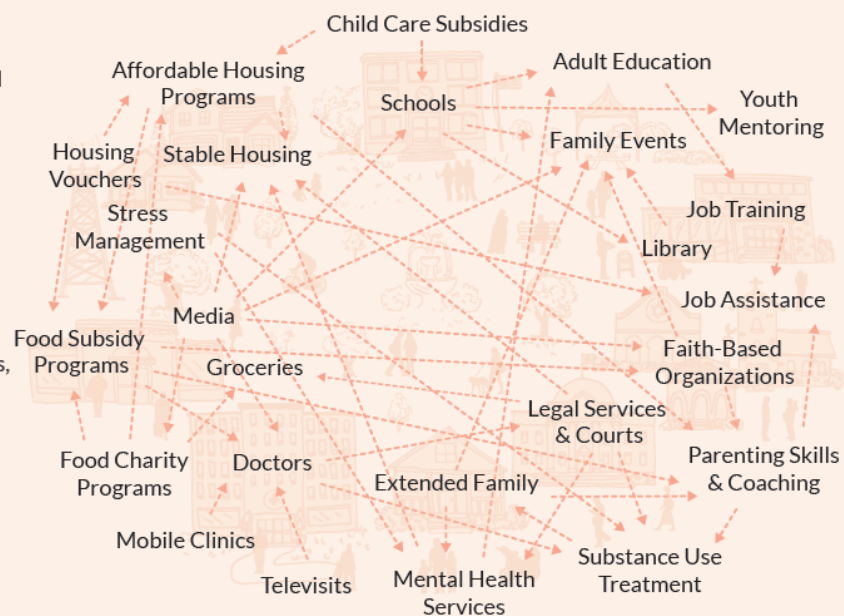 Child Care Subsidies
Affordable Housing
Programs
Schools
Adult Education
Youth
Mentoring
Housing
Vouchers
Stable Housing
Family Events
Stress
Management
Job Training
Library
Media
Job Assistance
Food Subsidy
Programs
Groceries
Faith-Based
Organizations
Legal Services
& Courts
Food Charity
Programs
Doctors
Extended Family
Parenting Skills
& Coaching
Mobile Clinics
Televisits
Mental Health
Services
Substance Use
Treatment